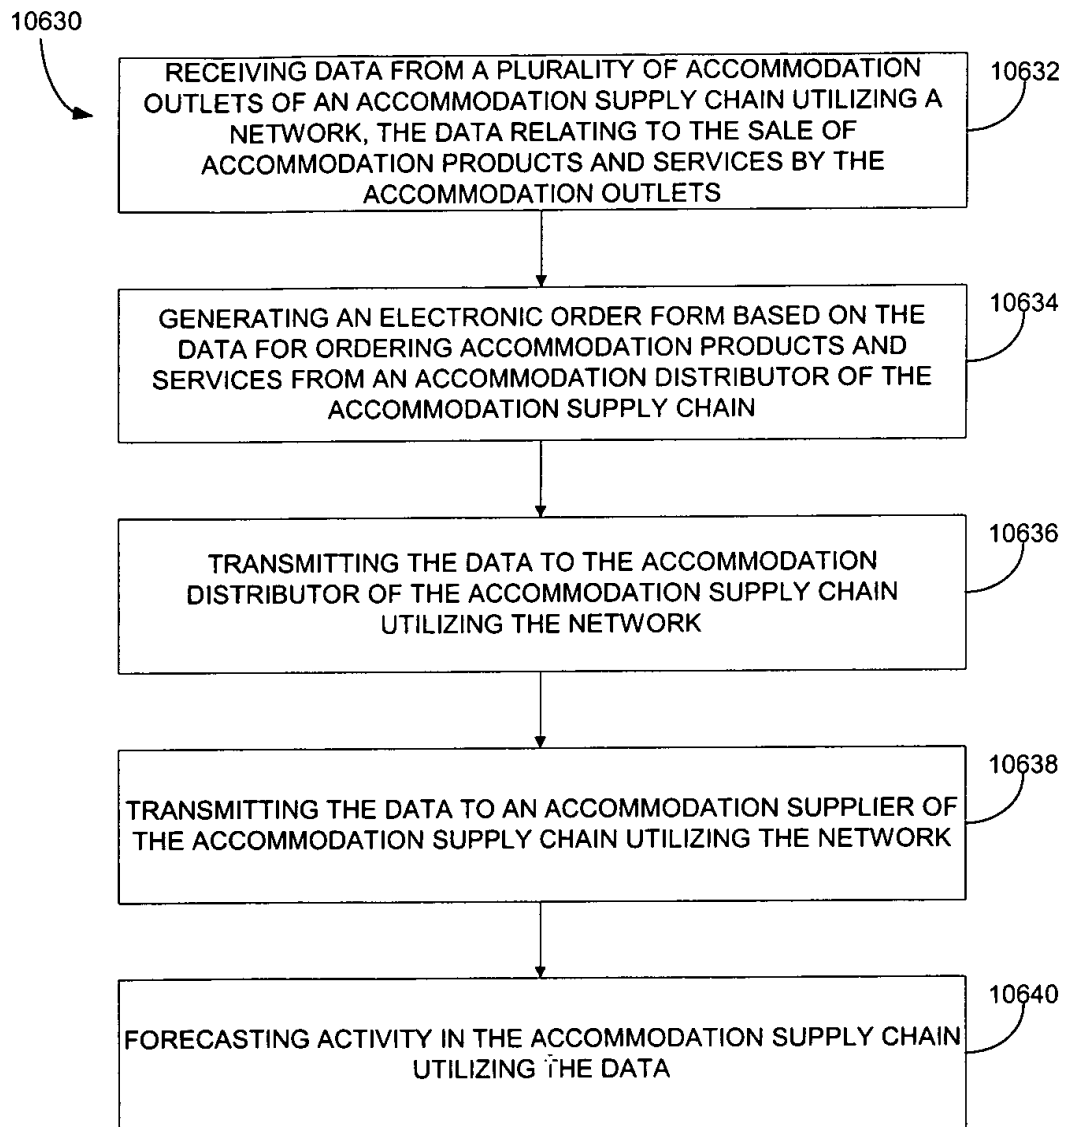 10630
RECEIVING DATA FROM A PLURALITY OF ACCOMMODATION
OUTLETS OF AN ACCOMMODATION SUPPLY CHAIN UTILIZING A
NETWORK, THE DATA RELATING TO THE SALE OF
ACCOMMODATION PRODUCTS AND SERVICES BY THE
ACCOMMODATION OUTLETS
10632
GENERATING AN ELECTRONIC ORDER FORM BASED ON THE
DATA FOR ORDERING ACCOMMODATION PRODUCTS AND
SERVICES FROM AN ACCOMMODATION DISTRIBUTOR OF THE
ACCOMMODATION SUPPLY CHAIN
10634
TRANSMITTING THE DATA TO THE ACCOMMODATION
DISTRIBUTOR OF THE ACCOMMODATION SUPPLY CHAIN
UTILIZING THE NETWORK
10636
TRANSMITTING THE DATA TO AN ACCOMMODATION SUPPLIER OF
THE ACCOMMODATION SUPPLY CHAIN UTILIZING THE NETWORK
10638
FORECASTING ACTIVITY IN THE ACCOMMODATION SUPPLY CHAIN
UTILIZING THE DATA
10640